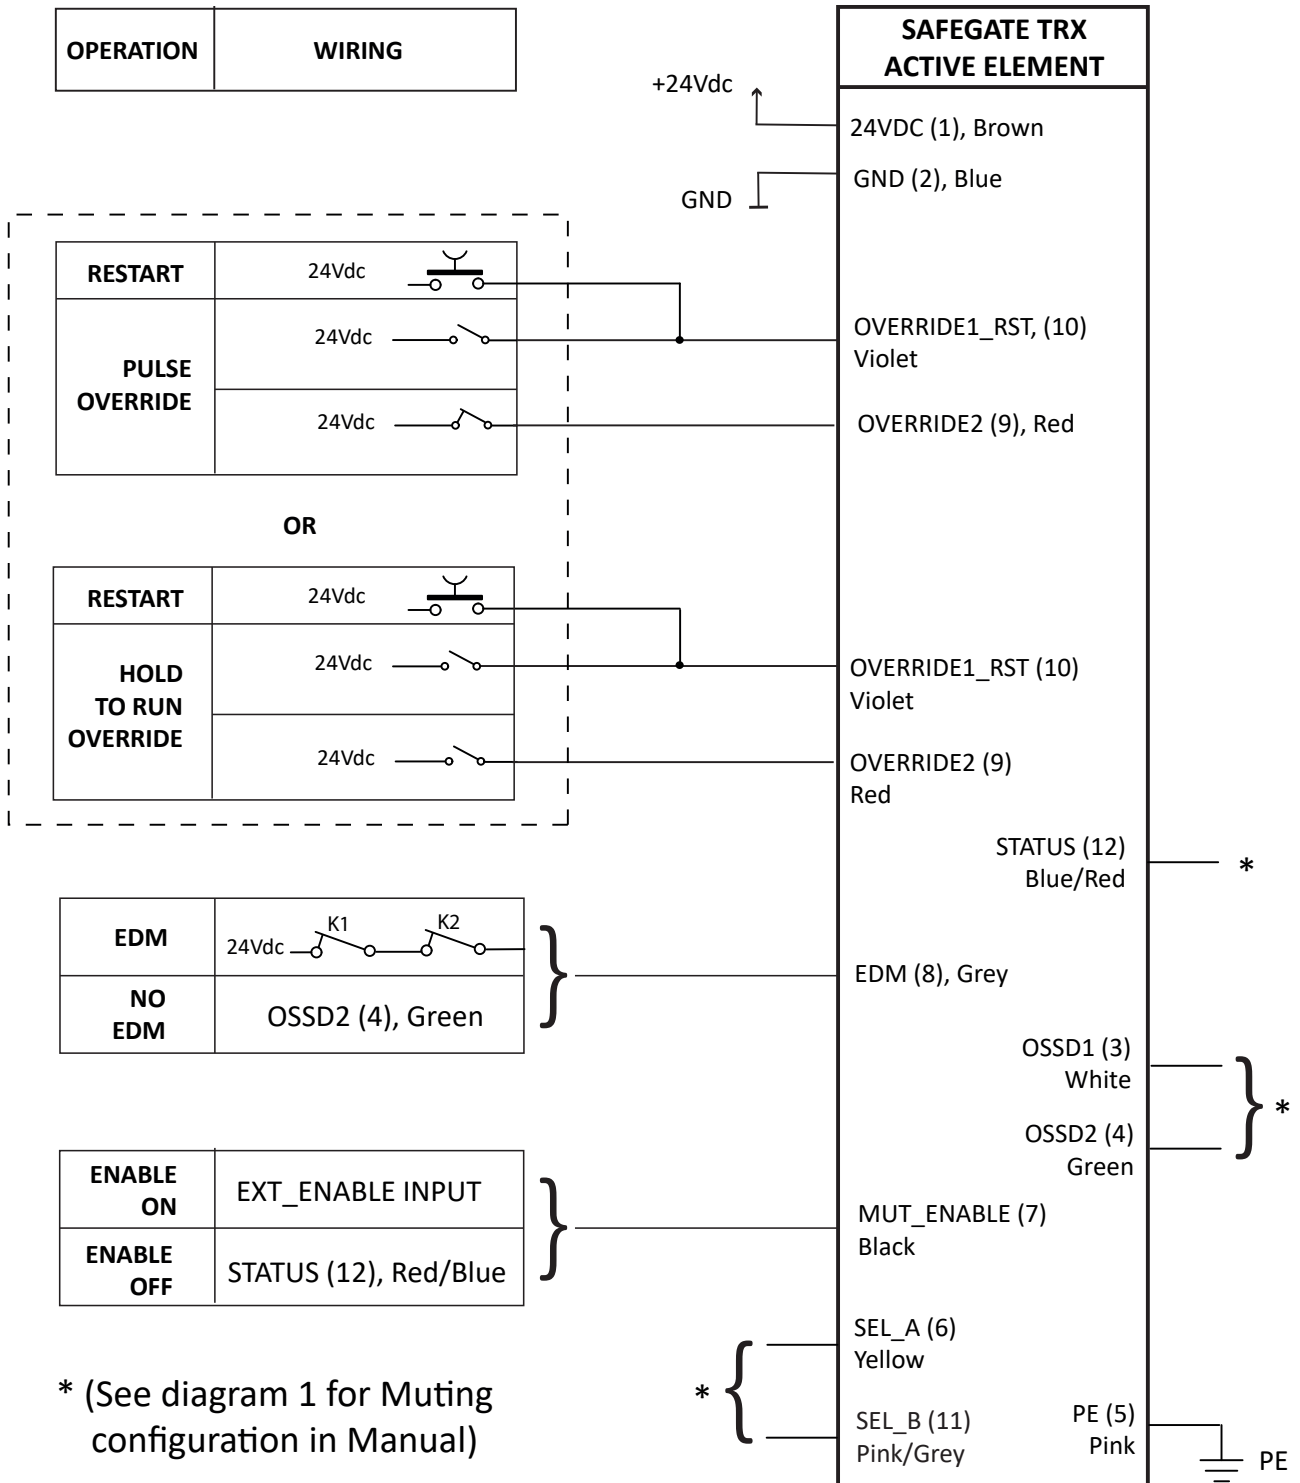 OPERATION WIRING
SAFEGATE TRX
ACTIVE ELEMENT
+24Vdc
24VDC (1), Brown
GND
GND (2), Blue
RESTART 24Vdc
PULSE
OVERRIDE
24Vdc
OVERRIDE1_RST, (10)
Violet
24Vdc
OVERRIDE2 (9), Red
OR
RESTART 24Vdc
HOLD
TO RUN
OVERRIDE
24Vdc
OVERRIDE1_RST (10)
Violet
24Vdc
OVERRIDE2 (9)
Red
STATUS (12)
Blue/Red
*
EDM
24Vdc K1 K2
NO
EDM
OSSD2 (4), Green
EDM (8), Grey
OSSD1 (3)
White
OSSD2 (4)
Green
*
ENABLE
ON
EXT_ENABLE INPUT
ENABLE
OFF
STATUS (12), Red/Blue
MUT_ENABLE (7)
Black
SEL_A (6)
Yellow
*
SEL_B (11)
Pink/Grey
PE (5)
Pink
PE
* (See diagram 1 for Muting
configuration in Manual)